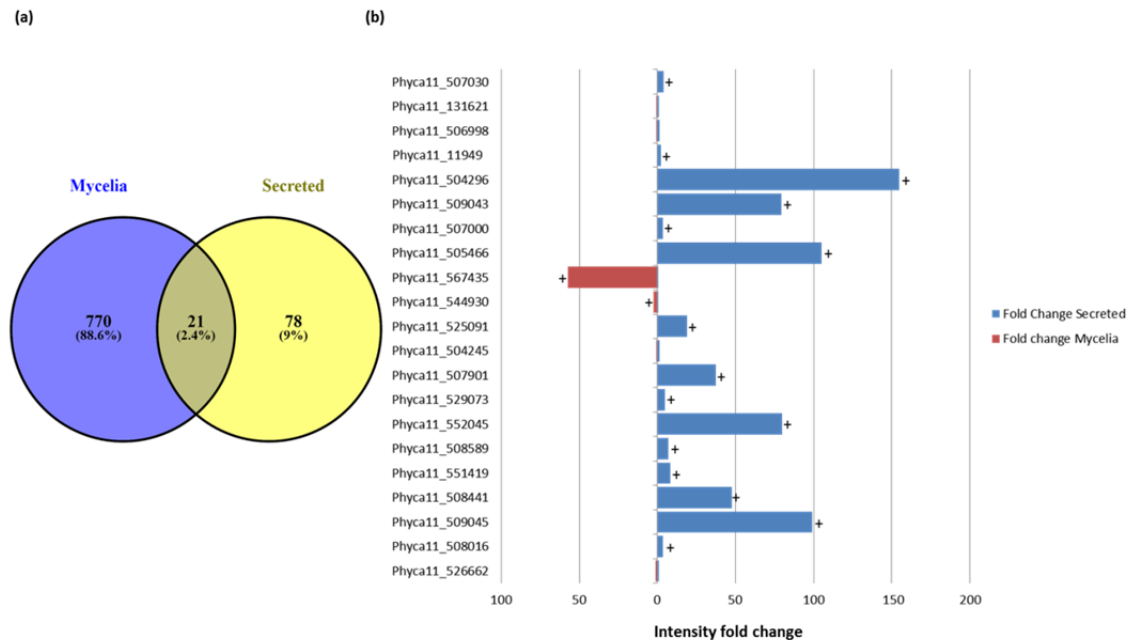 (a)
(b)
Mycelia
Secreted
770
(88.6%)
21
(2.4%)
78
(9%)
Phyca11_507030 +
Phyca11_131621
Phyca11_506998
Phyca11_11949 +
Phyca11_504296 +
Phyca11_509043 +
Phyca11_507000 +
Phyca11_505466 +
Phyca11_567435 +
Phyca11_544930 +
Phyca11_525091 +
Phyca11_504245
Phyca11_507901 +
Phyca11_529073 +
Phyca11_552045 +
Phyca11_508589 +
Phyca11_551419 +
Phyca11_508441 +
Phyca11_509045 +
Phyca11_508016 +
Phyca11_526662
100 50 0 50 100 150 200
Intensity fold change
Fold Change Secreted
Fold change Mycelia